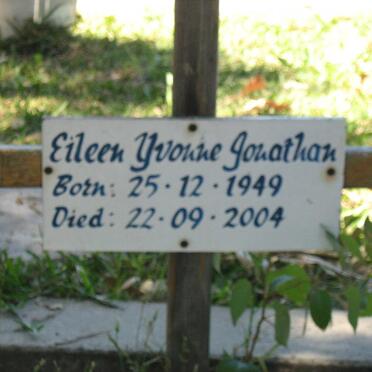 Eileen Yvonne Jonathan
Born: 25·12·1949
Died: 22·09·2004